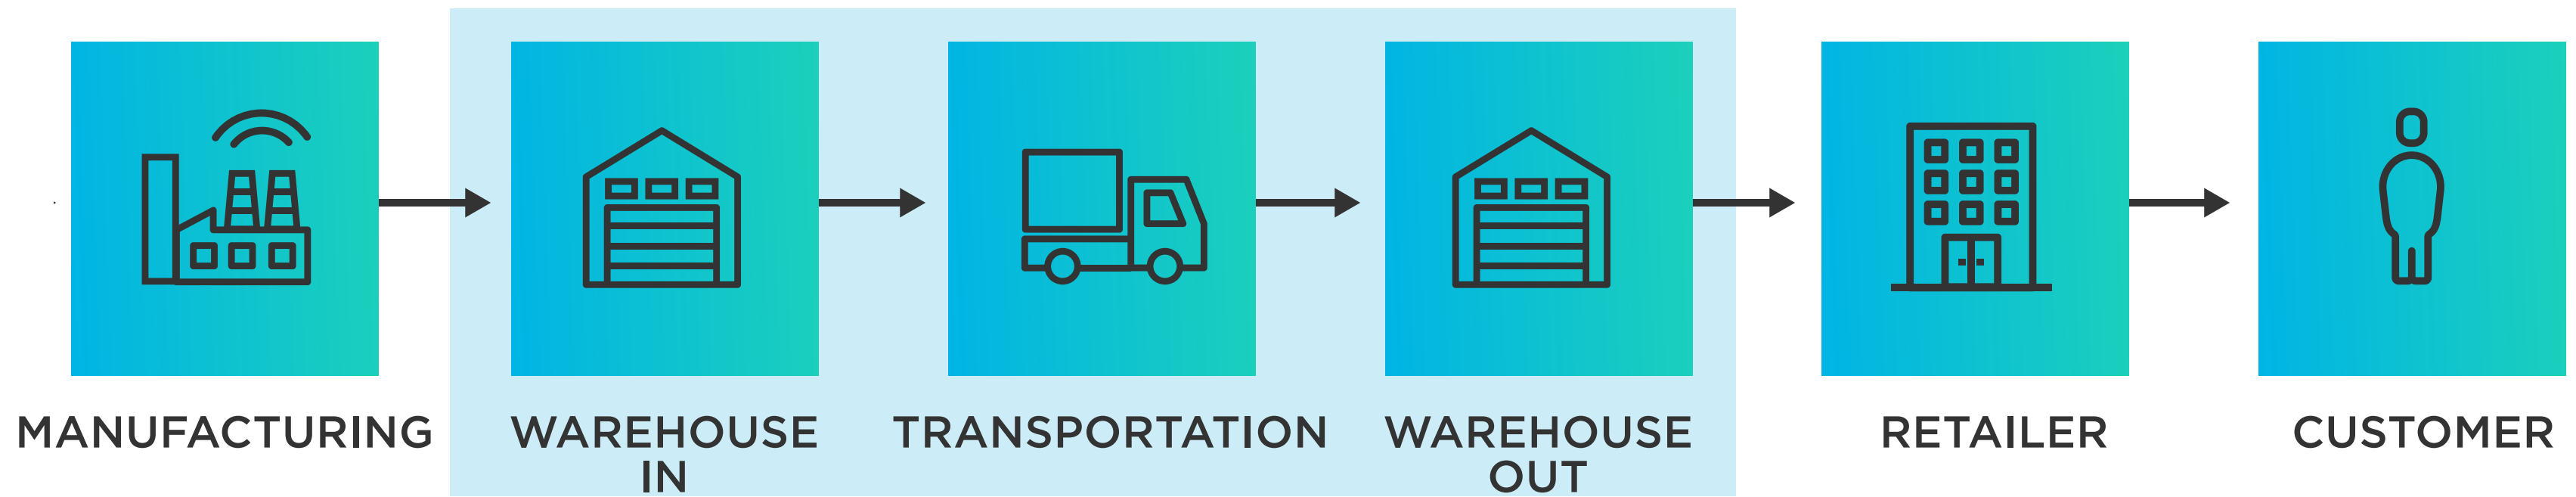 MANUFACTURING
WAREHOUSE
IN
TRANSPORTATION
WAREHOUSE
OUT
RETAILER
CUSTOMER